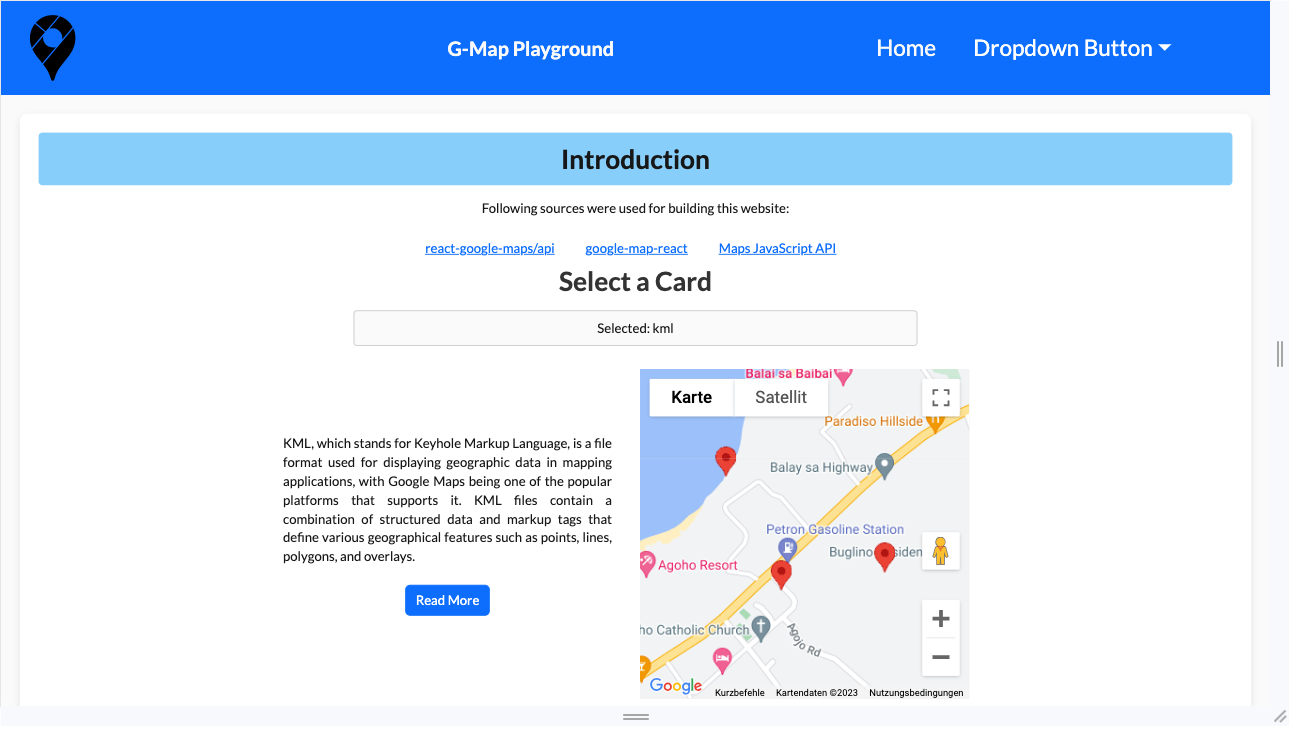 G-Map Playground
Home
Dropdown Button
Introduction
Following sources were used for building this website:
react-google-maps/api
google-map-react
Maps JavaScript API
Select a Card
Selected: kml
KML, which stands for Keyhole Markup Language, is a file
format used for displaying geographic data in mapping
applications, with Google Maps being one of the popular
platforms that supports it. KML files contain a
combination of structured data and markup tags that
define various geographical features such as points, lines,
polygons, and overlays.
Read More
Balai sa Baibai
Karte
Satellit
Paradiso Hillside
Balay sa Highway
Petron Gasoline Station
Buglino
siden
Agoho Resort
ho Catholic Church
Agojo Rd
Google
Kurzbefehle
Kartendaten ©2023
Nutzungsbedingungen